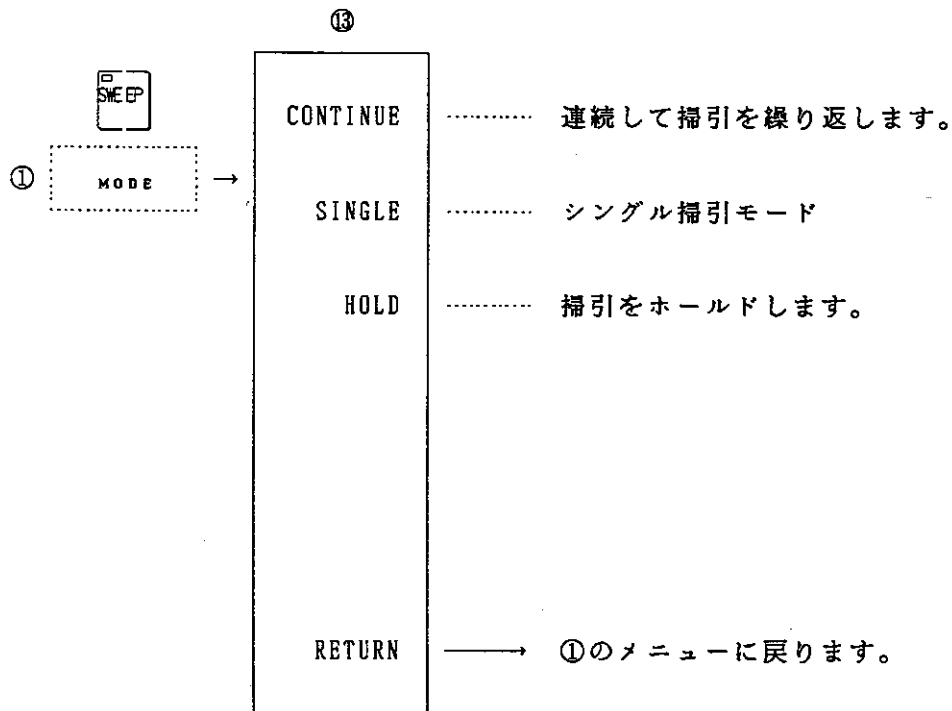 ⑬
SWEEP
CONTINUE ………… 連続して掃引を繰り返します。
① MODE →
SINGLE ………… シングル掃引モード
HOLD ………… 掃引をホールドします。
RETURN → ①のメニューに戻ります。